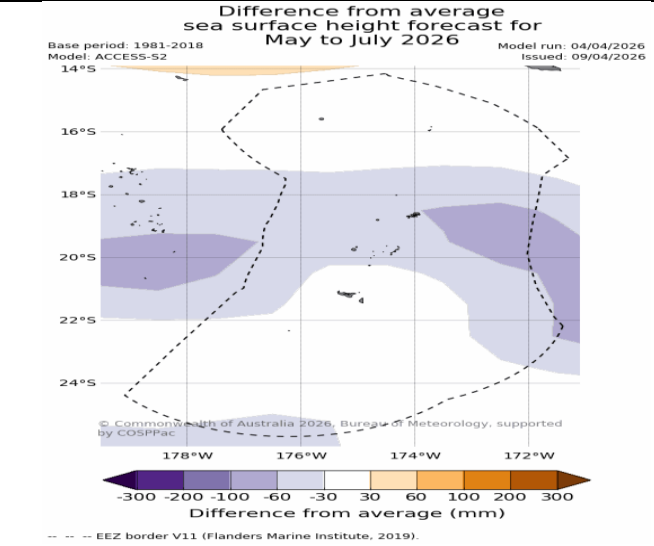 Difference from average
sea surface height forecast for
May to July 2026
Base period: 1981-2018
Model: ACCESS-S2
Model run: 04/04/2026
Issued: 09/04/2026
14°S
16°S
18°S
20°S
22°S
24°S
© Commonwealth of Australia 2026, Bureau of Meteorology, supported
by COSPPac
178°W 176°W 174°W 172°W
-300 -200 -100 -60 -30 30 60 100 200 300
Difference from average (mm)
-- -- -- EEZ border V11 (Flanders Marine Institute, 2019).